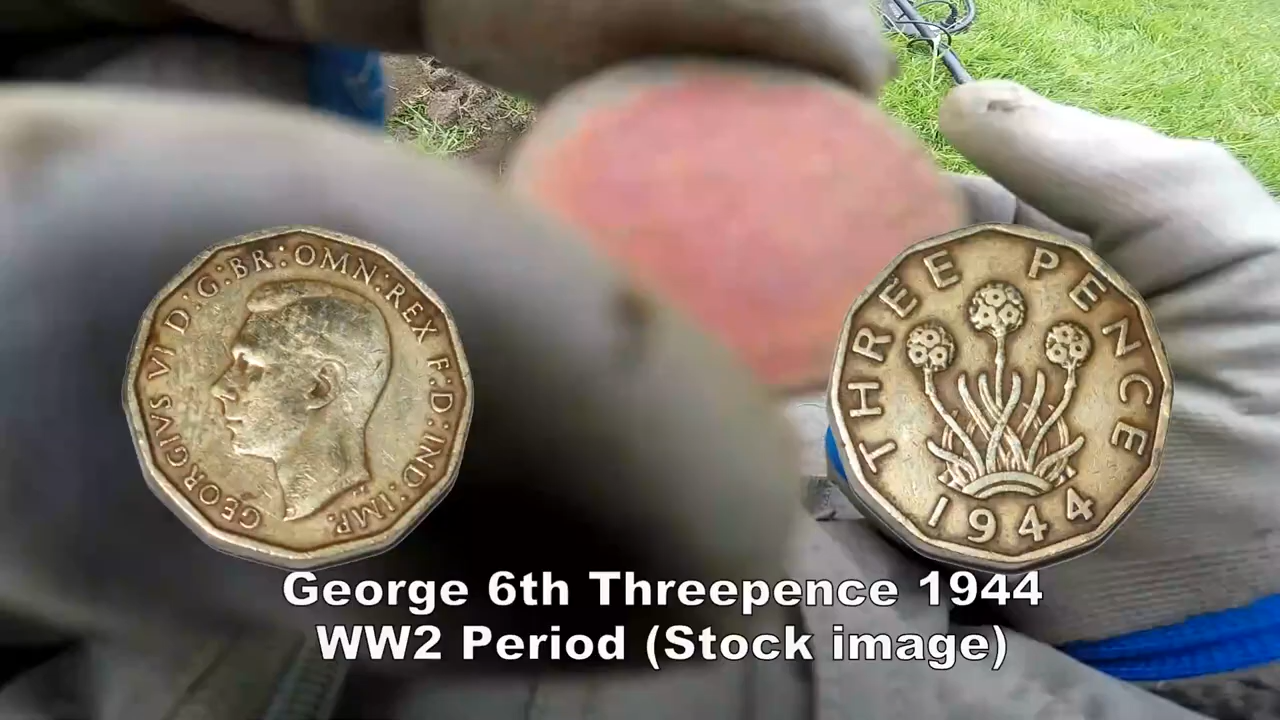 GEORGIVS VI D:G:BR:OMN:REX F:D:IND:IMP.
THREE PENCE
1944
George 6th Threepence 1944
WW2 Period (Stock image)